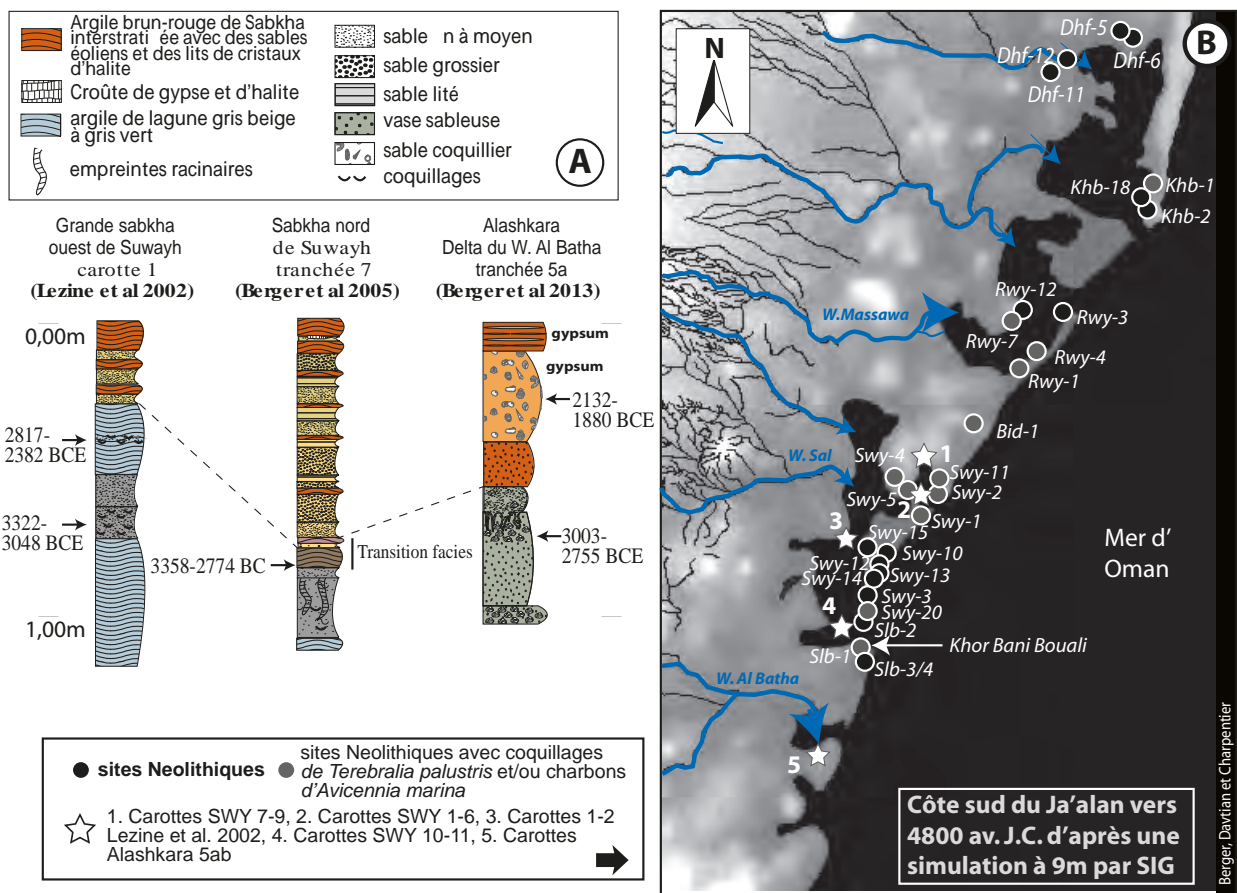 Argile brun-rouge de Sabkha
interstrati ée avec des sables
éoliens et des lits de cristaux
d'halite
Croûte de gypse et d'halite
argile de lagune gris beige
à gris vert
empreintes racinaires
sable n à moyen
sable grossier
sable lité
vase sableuse
sable coquillier
coquillages
A
Grande sabkha
ouest de Suwayh
carotte 1
(Lezine et al 2002)
Sabkha nord
de Suwayh
tranchée 7
(Berger et al 2005)
Alashkara
Delta du W. Al Batha
tranchée 5a
(Berger et al 2013)
0,00m
1,00m
2817-
2382 BCE
3322-
3048 BCE
3358-2774 BC
Transition facies
gypsum
gypsum
2132-
1880 BCE
3003-
2755 BCE
sites Neolithiques
sites Neolithiques avec coquillages
de Terebralia palustris et/ou charbons
d'Avicennia marina
1. Carottes SWY 7-9, 2. Carottes SWY 1-6, 3. Carottes 1-2
Lezine et al. 2002, 4. Carottes SWY 10-11, 5. Carottes
Alashkara 5ab
N
B
Dhf-5
Dhf-6
Dhf-12
Dhf-11
Khb-18
Khb-1
Khb-2
Rwy-12
Rwy-3
W.Massawa
Rwy-7
Rwy-4
Rwy-1
Bid-1
1
W. Sal
Swy-4
Swy-11
Swy-5
Swy-2
2
Swy-1
3
Swy-15
Swy-10
Swy-12
Swy-13
Swy-14
Swy-3
4
Swy-20
Slb-2
Slb-1
Khor Bani Bouali
Slb-3/4
W. Al Batha
5
Mer d'
Oman
Côte sud du Ja'alan vers
4800 av. J.C. d'après une
simulation à 9m par SIG
Berger, Davtian et Charpentier